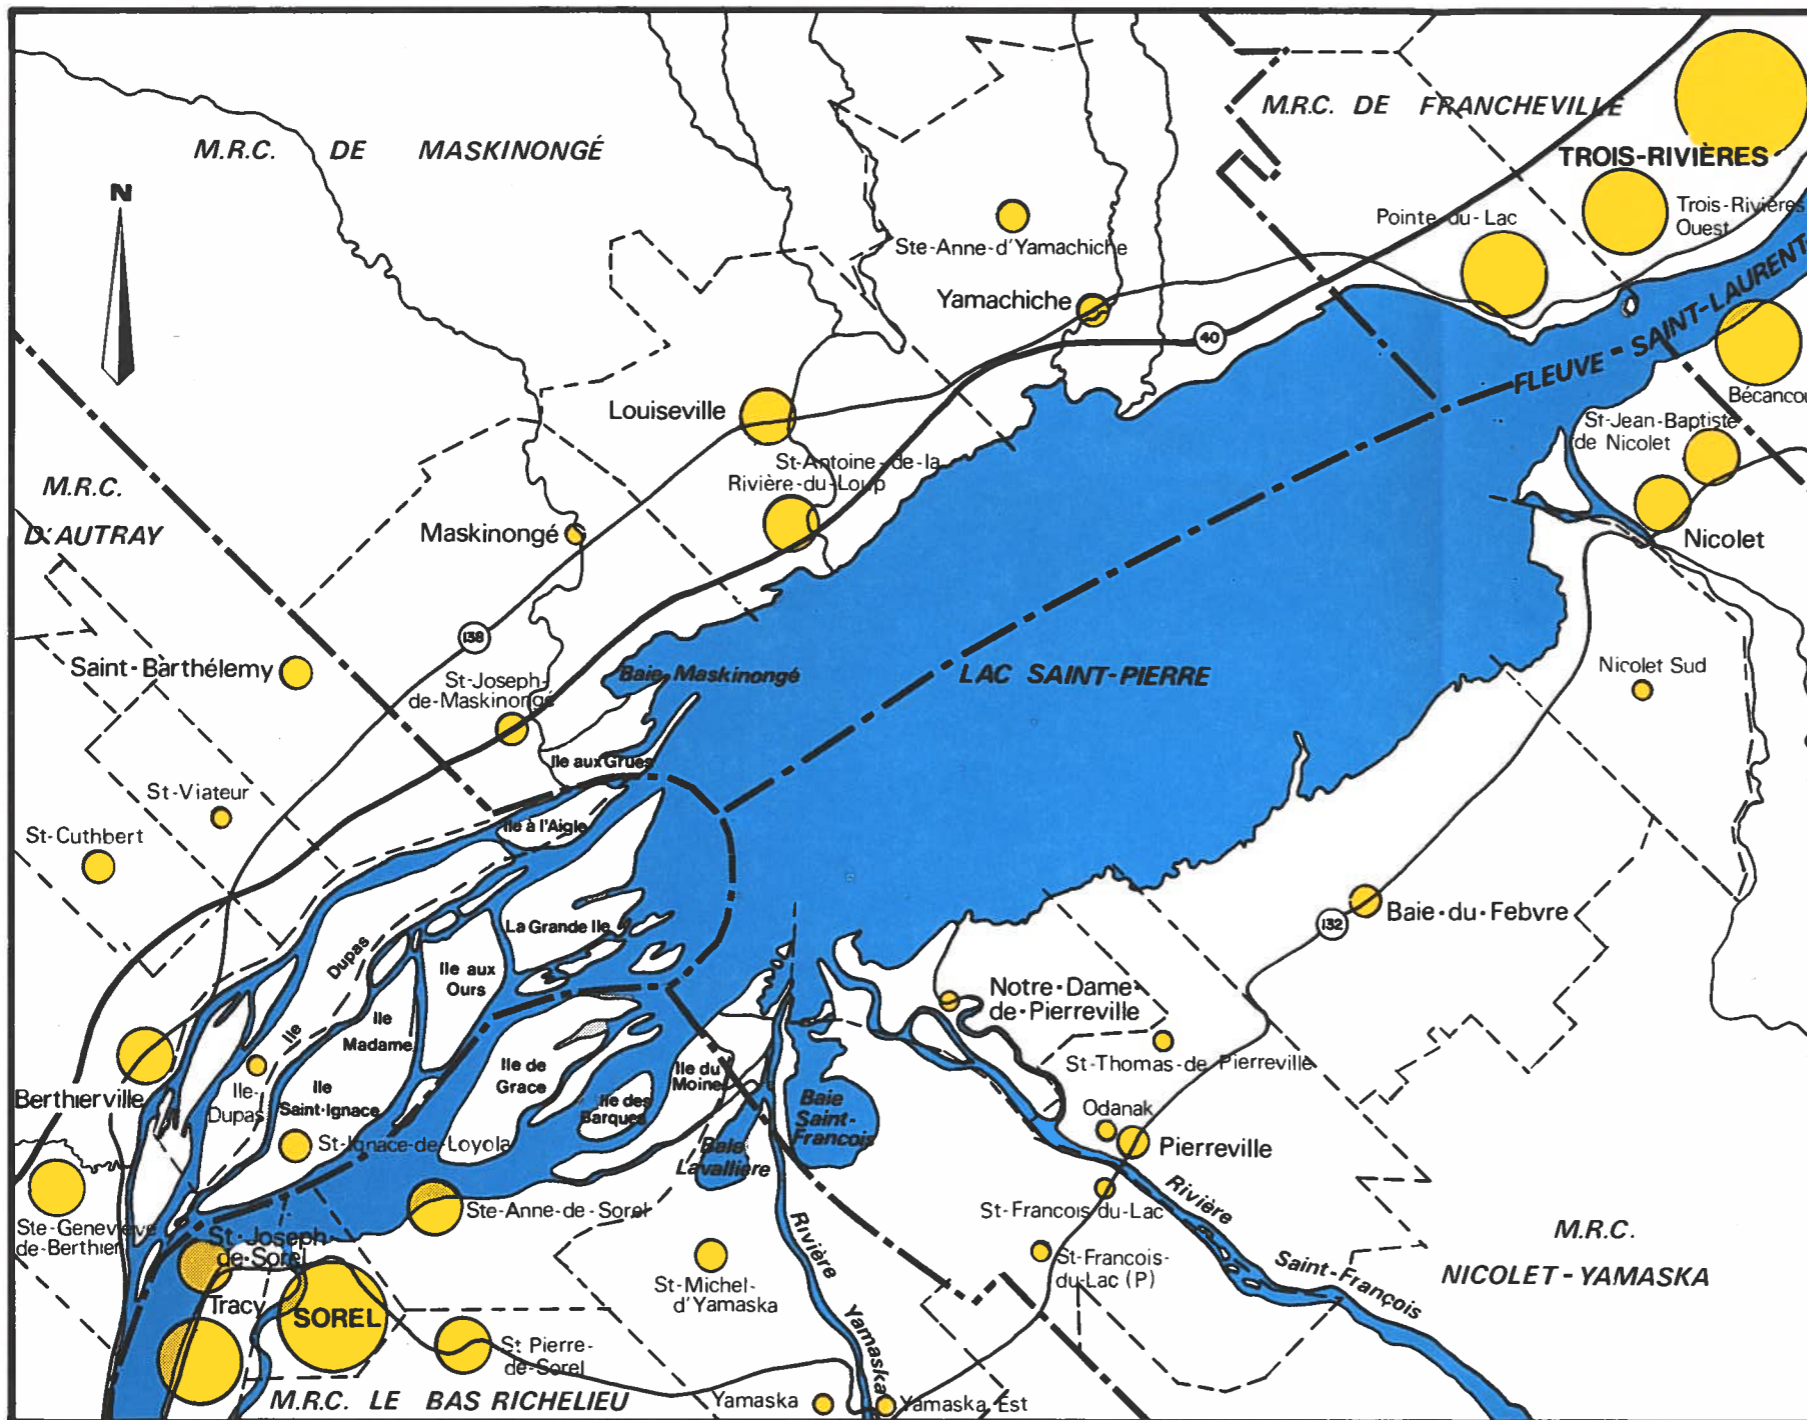 M.R.C. DE FRANCHEVILLE
M.R.C. DE MASKINONGÉ
TROIS-RIVIÈRES
N
Trois-Rivières
Ouest
Pointe-du-Lac
Ste-Anne-d'Yamachiche
FLEUVE - SAINT-LAURENT
Yamachiche
40
Bécancou
Louiseville
St-Jean-Baptiste
de Nicolet
St-Antoine-de-la
Rivière-du-Loup
M.R.C.
D'AUTRAY
Maskinongé
Nicolet
138
Saint-Barthélemy
St-Joseph-
de-Maskinongé
Baie Maskinongé
LAC SAINT-PIERRE
Nicolet Sud
Ile aux Grues
St-Viateur
Ile à l'Aigle
St-Cuthbert
La Grande Ile
132
Baie-du-Febvre
Ile Dupas
Ile aux
Ours
Notre-Dame-
de-Pierreville
Ile
Madame
St-Thomas-de Pierreville
Ile de
Grace
Ile du
Moine
Berthierville
Ile-
Dupas
Ile
Saint-Ignace
Ile des
Barques
Baie
Saint-
François
Odanak
St-Ignace-de-Loyola
Baie
Lavallière
Pierreville
Ste-Anne-de-Sorel
St-Francois-du-Lac
Rivière Saint-François
Ste-Geneviève
de-Berthier
St-Joseph-
de-Sorel
Rivière Yamaska
M.R.C.
NICOLET-YAMASKA
St-Michel-
d'Yamaska
St-Francois-
du-Lac (P)
Tracy
SOREL
St Pierre-
de-Sorel
M.R.C. LE BAS RICHELIEU
Yamaska
Yamaska Est